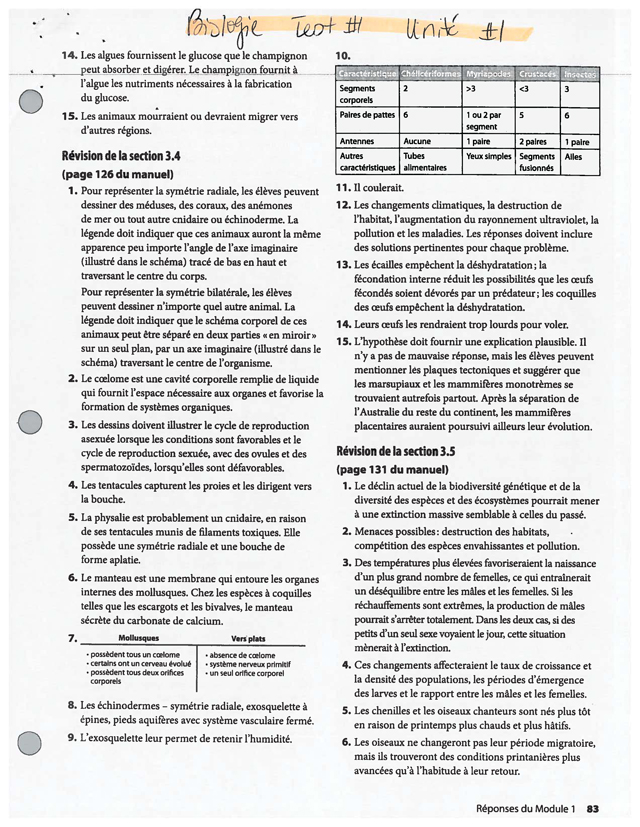 Biologie Test #1 Unité #1
14. Les algues fournissent le glucose que le champignon
peut absorber et digérer. Le champignon fournit à
l'algue les nutriments nécessaires à la fabrication
du glucose.
15. Les animaux mourraient ou devraient migrer vers
d'autres régions.
Révision de la section 3.4
(page 126 du manuel)
1. Pour représenter la symétrie radiale, les élèves peuvent
dessiner des méduses, des coraux, des anémones
de mer ou tout autre cnidaire ou échinoderme. La
légende doit indiquer que ces animaux auront la même
apparence peu importe l'angle de l'axe imaginaire
(illustré dans le schéma) tracé de bas en haut et
traversant le centre du corps.
Pour représenter la symétrie bilatérale, les élèves
peuvent dessiner n'importe quel autre animal. La
légende doit indiquer que le schéma corporel de ces
animaux peut être séparé en deux parties « en miroir »
sur un seul plan, par un axe imaginaire (illustré dans le
schéma) traversant le centre de l'organisme.
2. Le cœlome est une cavité corporelle remplie de liquide
qui fournit l'espace nécessaire aux organes et favorise la
formation de systèmes organiques.
3. Les dessins doivent illustrer le cycle de reproduction
asexuée lorsque les conditions sont favorables et le
cycle de reproduction sexuée, avec des ovules et des
spermatozoïdes, lorsqu'elles sont défavorables.
4. Les tentacules capturent les proies et les dirigent vers
la bouche.
5. La physalie est probablement un cnidaire, en raison
de ses tentacules munis de filaments toxiques. Elle
possède une symétrie radiale et une bouche de
forme aplatie.
6. Le manteau est une membrane qui entoure les organes
internes des mollusques. Chez les espèces à coquilles
telles que les escargots et les bivalves, le manteau
sécrète du carbonate de calcium.
7. Mollusques Vers plats
• possèdent tous un cœlome • absence de cœlome
• certains ont un cerveau évolué • système nerveux primitif
• possèdent tous deux orifices • un seul orifice corporel
corporels
8. Les échinodermes – symétrie radiale, exosquelette à
épines, pieds aquifères avec système vasculaire fermé.
9. L'exosquelette leur permet de retenir l'humidité.
10.
Caractéristique Chélicériformes Myriapodes Crustacés Insectes
Segments 2 >3 <3 3
corporels
Paires de pattes 6 1 ou 2 par 5 6
segment
Antennes Aucune 1 paire 2 paires 1 paire
Autres Tubes Yeux simples Segments Ailes
caractéristiques alimentaires fusionnés
11. Il coulerait.
12. Les changements climatiques, la destruction de
l'habitat, l'augmentation du rayonnement ultraviolet, la
pollution et les maladies. Les réponses doivent inclure
des solutions pertinentes pour chaque problème.
13. Les écailles empêchent la déshydratation ; la
fécondation interne réduit les possibilités que les œufs
fécondés soient dévorés par un prédateur ; les coquilles
des œufs empêchent la déshydratation.
14. Leurs œufs les rendraient trop lourds pour voler.
15. L'hypothèse doit fournir une explication plausible. Il
n'y a pas de mauvaise réponse, mais les élèves peuvent
mentionner les plaques tectoniques et suggérer que
les marsupiaux et les mammifères monotrèmes se
trouvaient autrefois partout. Après la séparation de
l'Australie du reste du continent, les mammifères
placentaires auraient poursuivi ailleurs leur évolution.
Révision de la section 3.5
(page 131 du manuel)
1. Le déclin actuel de la biodiversité génétique et de la
diversité des espèces et des écosystèmes pourrait mener
à une extinction massive semblable à celles du passé.
2. Menaces possibles : destruction des habitats,
compétition des espèces envahissantes et pollution.
3. Des températures plus élevées favoriseraient la naissance
d'un plus grand nombre de femelles, ce qui entraînerait
un déséquilibre entre les mâles et les femelles. Si les
réchauffements sont extrêmes, la production de mâles
pourrait s'arrêter totalement. Dans les deux cas, si des
petits d'un seul sexe voyaient le jour, cette situation
mènerait à l'extinction.
4. Ces changements affecteraient le taux de croissance et
la densité des populations, les périodes d'émergence
des larves et le rapport entre les mâles et les femelles.
5. Les chenilles et les oiseaux chanteurs sont nés plus tôt
en raison de printemps plus chauds et plus hâtifs.
6. Les oiseaux ne changeront pas leur période migratoire,
mais ils trouveront des conditions printanières plus
avancées qu'à l'habitude à leur retour.
Réponses du Module 1 83